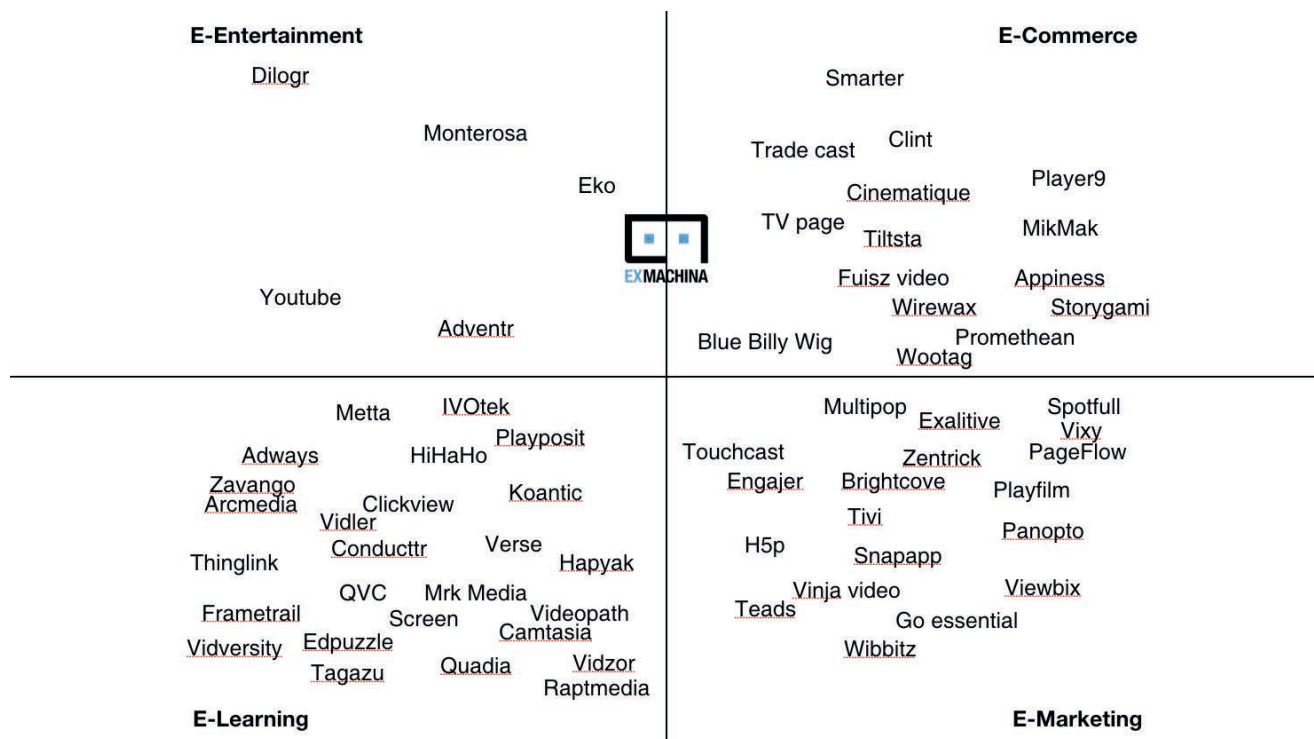 E-Entertainment
Dilogr
Monterosa
Eko
Youtube
Adventr
EXMACHINA
E-Commerce
Smarter
Clint
Trade cast
Player9
Cinematique
TV page
MikMak
Tiltsta
Fuisz video
Appiness
Wirewax
Storygami
Promethean
Blue Billy Wig
Wootag
Metta
IVOtek
Playposit
Adways
HiHaHo
Zavango
Koantic
Arcmedia
Clickview
Vidler
Conducttr
Verse
Thinglink
Hapyak
QVC
Mrk Media
Frametrail
Screen
Videopath
Camtasia
Vidversity
Edpuzzle
Tagazu
Quadia
Vidzor
Raptmedia
E-Learning
Multipop
Spotfull
Exalitive
Vixy
Touchcast
PageFlow
Zentrick
Engajer
Brightcove
Playfilm
Tivi
Panopto
H5p
Snapapp
Vinja video
Viewbix
Teads
Go essential
Wibbitz
E-Marketing